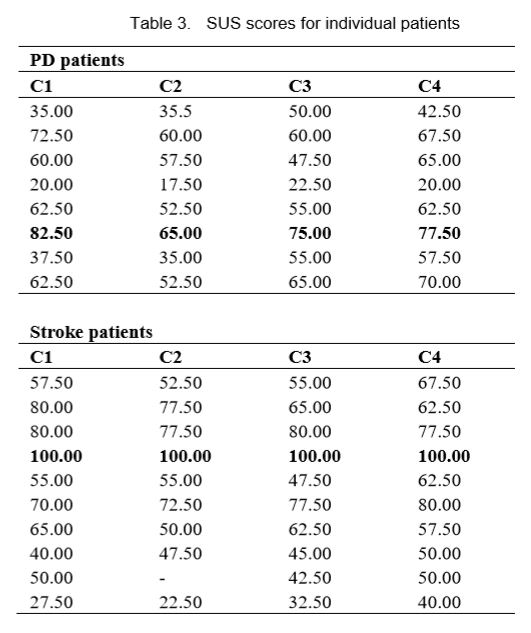 Table 3. SUS scores for individual patients
PD patients
C1 C2 C3 C4
35.00 35.5 50.00 42.50
72.50 60.00 60.00 67.50
60.00 57.50 47.50 65.00
20.00 17.50 22.50 20.00
62.50 52.50 55.00 62.50
82.50 65.00 75.00 77.50
37.50 35.00 55.00 57.50
62.50 52.50 65.00 70.00
Stroke patients
C1 C2 C3 C4
57.50 52.50 55.00 67.50
80.00 77.50 65.00 62.50
80.00 77.50 80.00 77.50
100.00 100.00 100.00 100.00
55.00 55.00 47.50 62.50
70.00 72.50 77.50 80.00
65.00 50.00 62.50 57.50
40.00 47.50 45.00 50.00
50.00 - 42.50 50.00
27.50 22.50 32.50 40.00